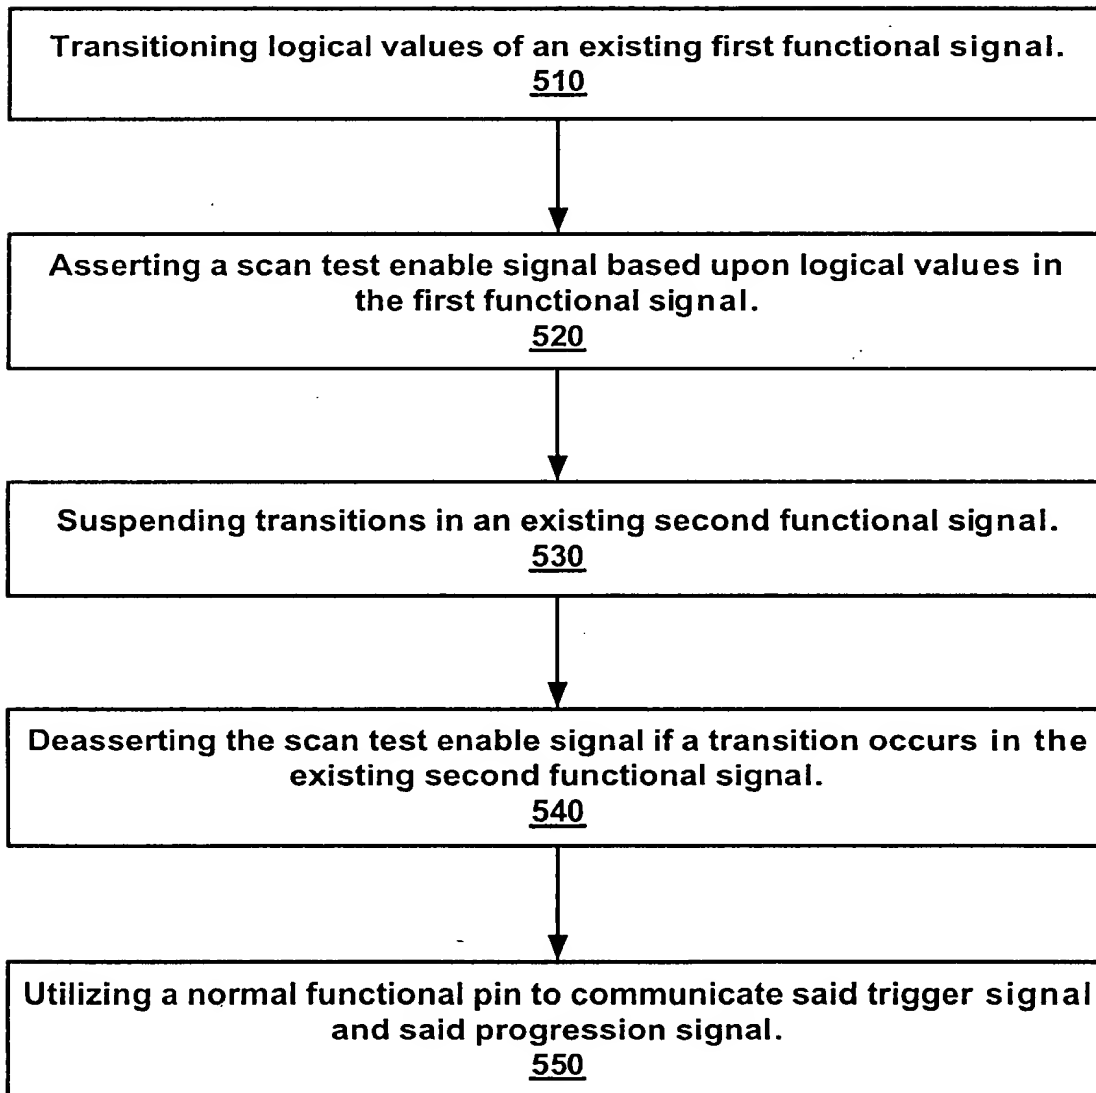 Transitioning logical values of an existing first functional signal.
510
Asserting a scan test enable signal based upon logical values in
the first functional signal.
520
Suspending transitions in an existing second functional signal.
530
Deasserting the scan test enable signal if a transition occurs in the
existing second functional signal.
540
Utilizing a normal functional pin to communicate said trigger signal
and said progression signal.
550